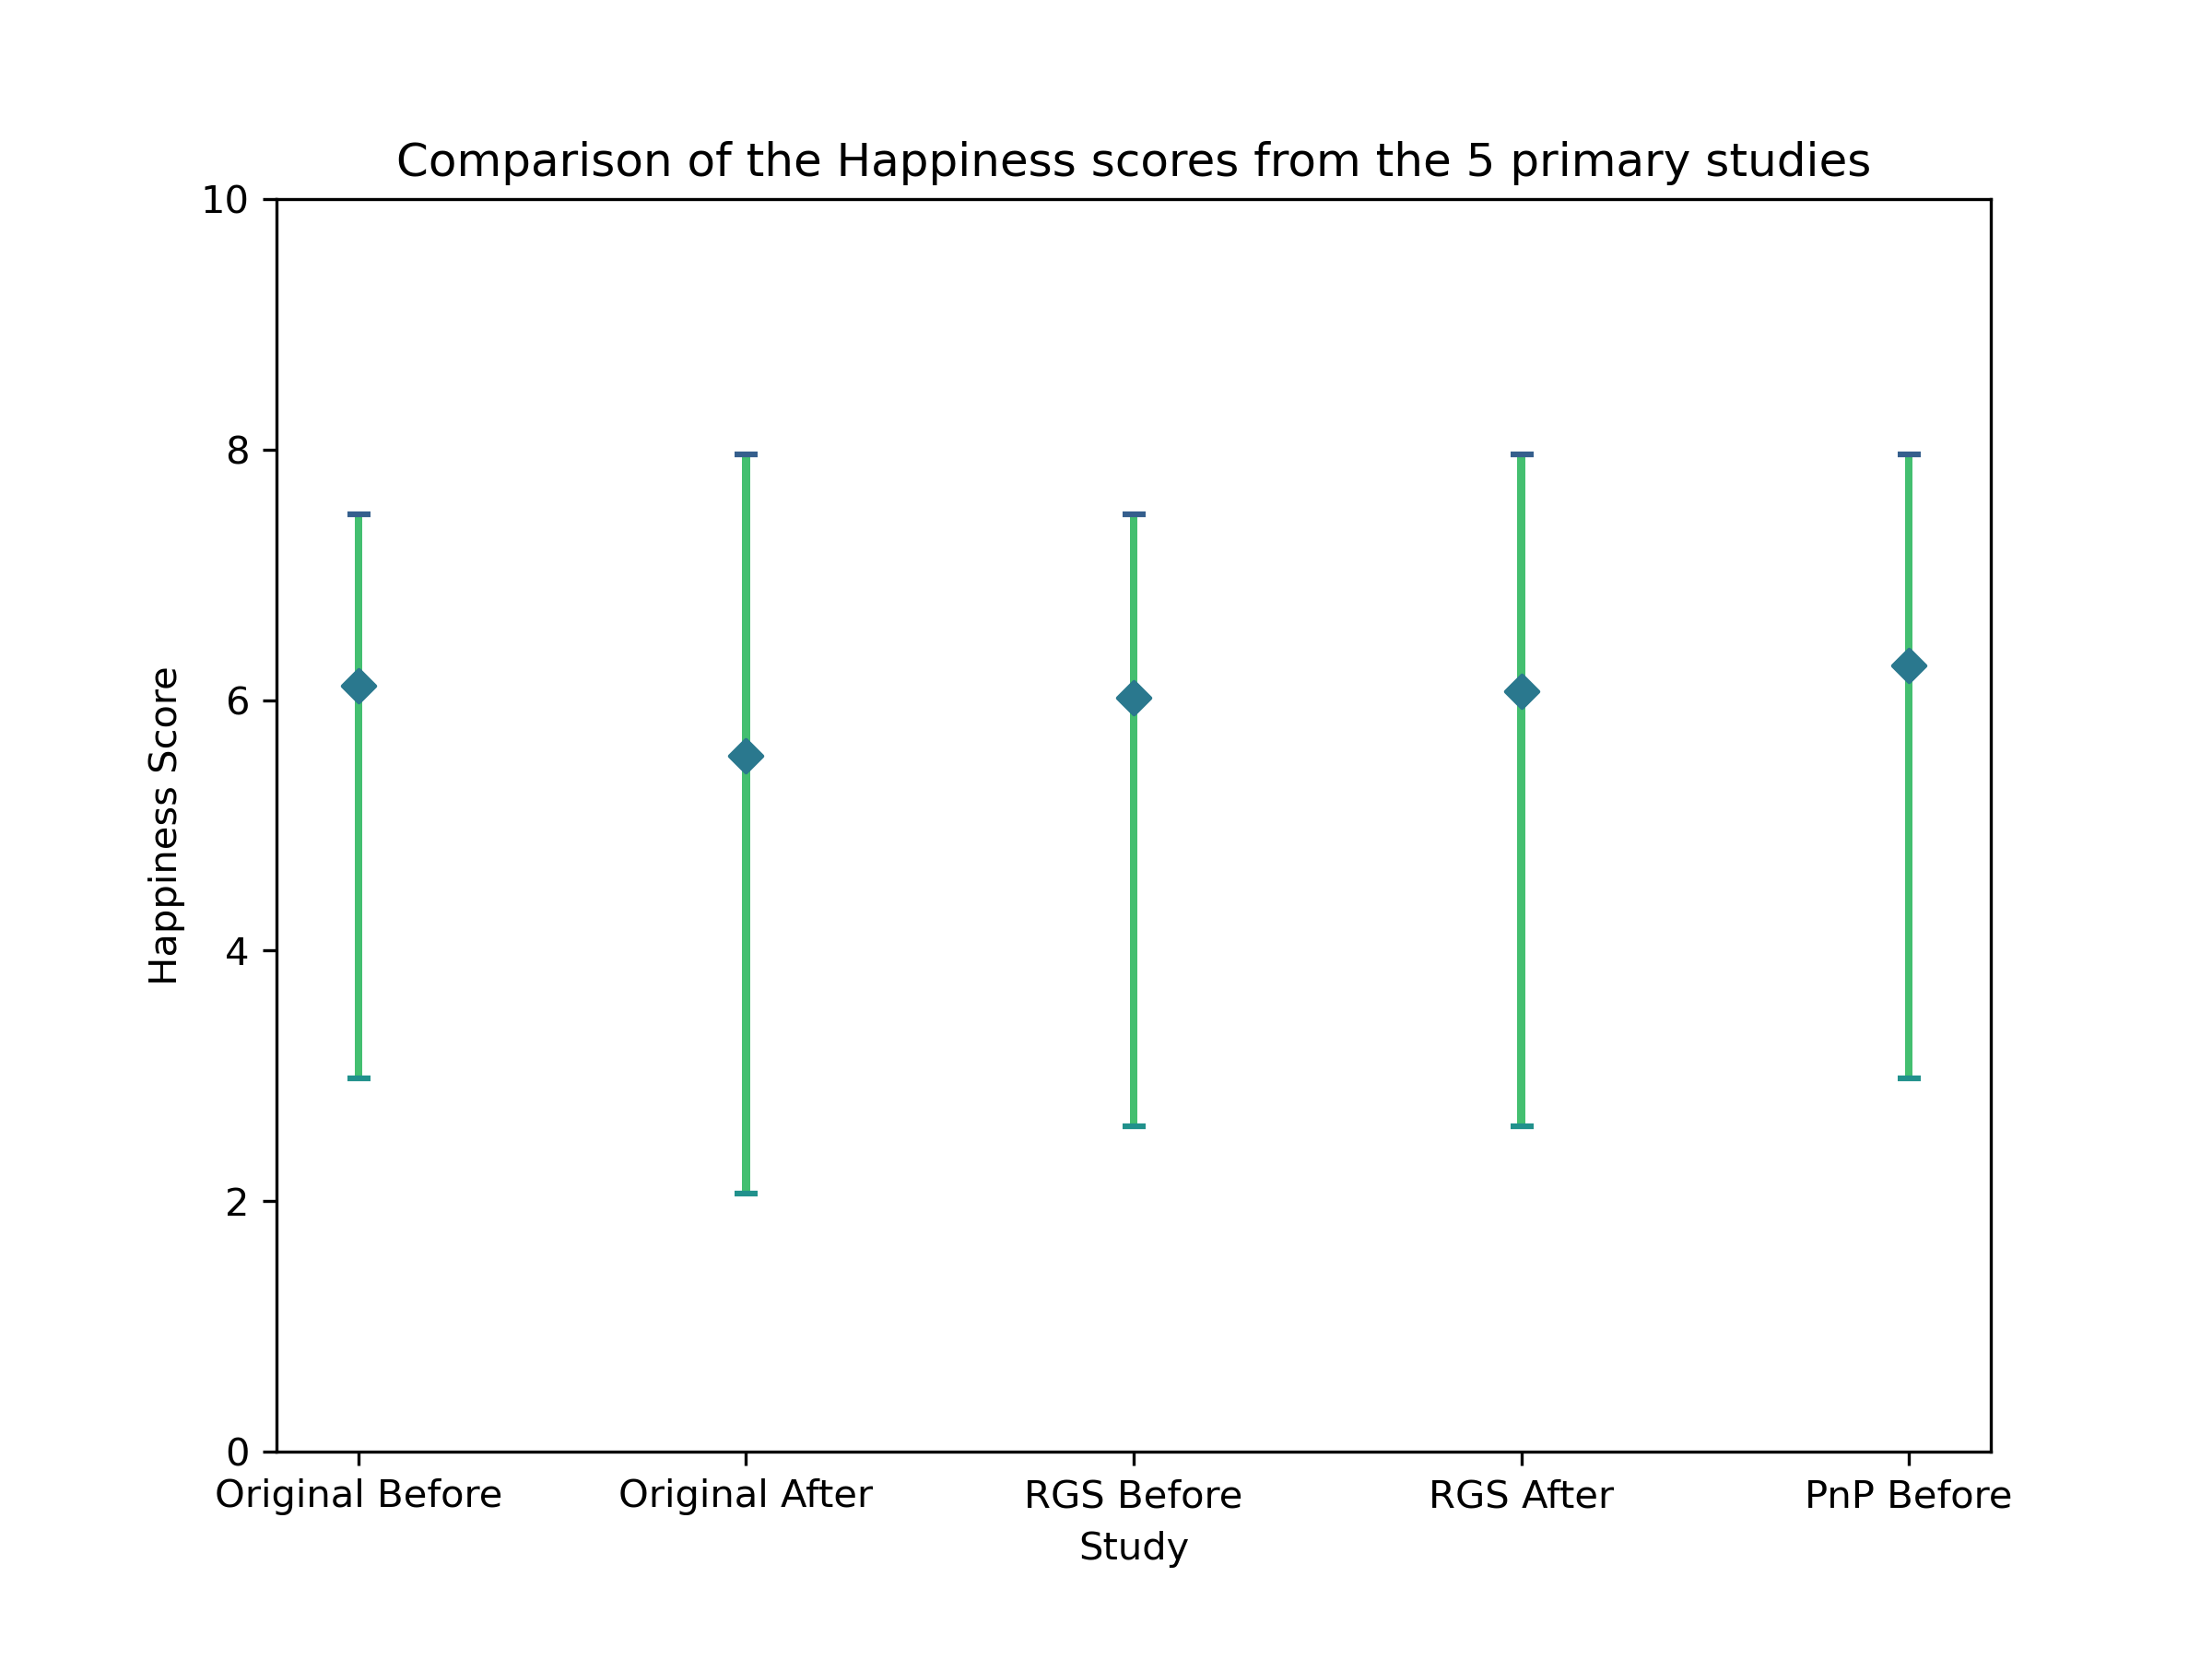 Comparison of the Happiness scores from the 5 primary studies
10
8
6
4
2
0
Happiness Score
Original Before
Original After
RGS Before
RGS After
PnP Before
Study